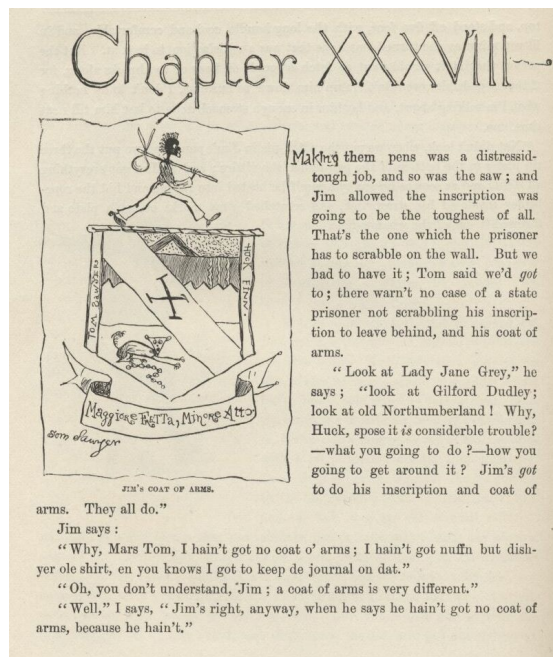 Chapter XXXVIII
TOM SAWYER
HUCK FINN.
Maggiore Fretta, Minore Atto
Tom Sawyer
JIM'S COAT OF ARMS.
Making them pens was a distressid-
tough job, and so was the saw; and
Jim allowed the inscription was
going to be the toughest of all.
That's the one which the prisoner
has to scrabble on the wall. But we
had to have it; Tom said we'd got
to; there warn't no case of a state
prisoner not scrabbling his inscrip-
tion to leave behind, and his coat of
arms.
"Look at Lady Jane Grey," he
says; "look at Gilford Dudley;
look at old Northumberland! Why,
Huck, spose it is considerble trouble?
—what you going to do?—how you
going to get around it? Jim's got
to do his inscription and coat of
arms. They all do."
Jim says:
"Why, Mars Tom, I hain't got no coat o' arms; I hain't got nuffn but dish-
yer ole shirt, en you knows I got to keep de journal on dat."
"Oh, you don't understand, Jim; a coat of arms is very different."
"Well," I says, "Jim's right, anyway, when he says he hain't got no coat of
arms, because he hain't."